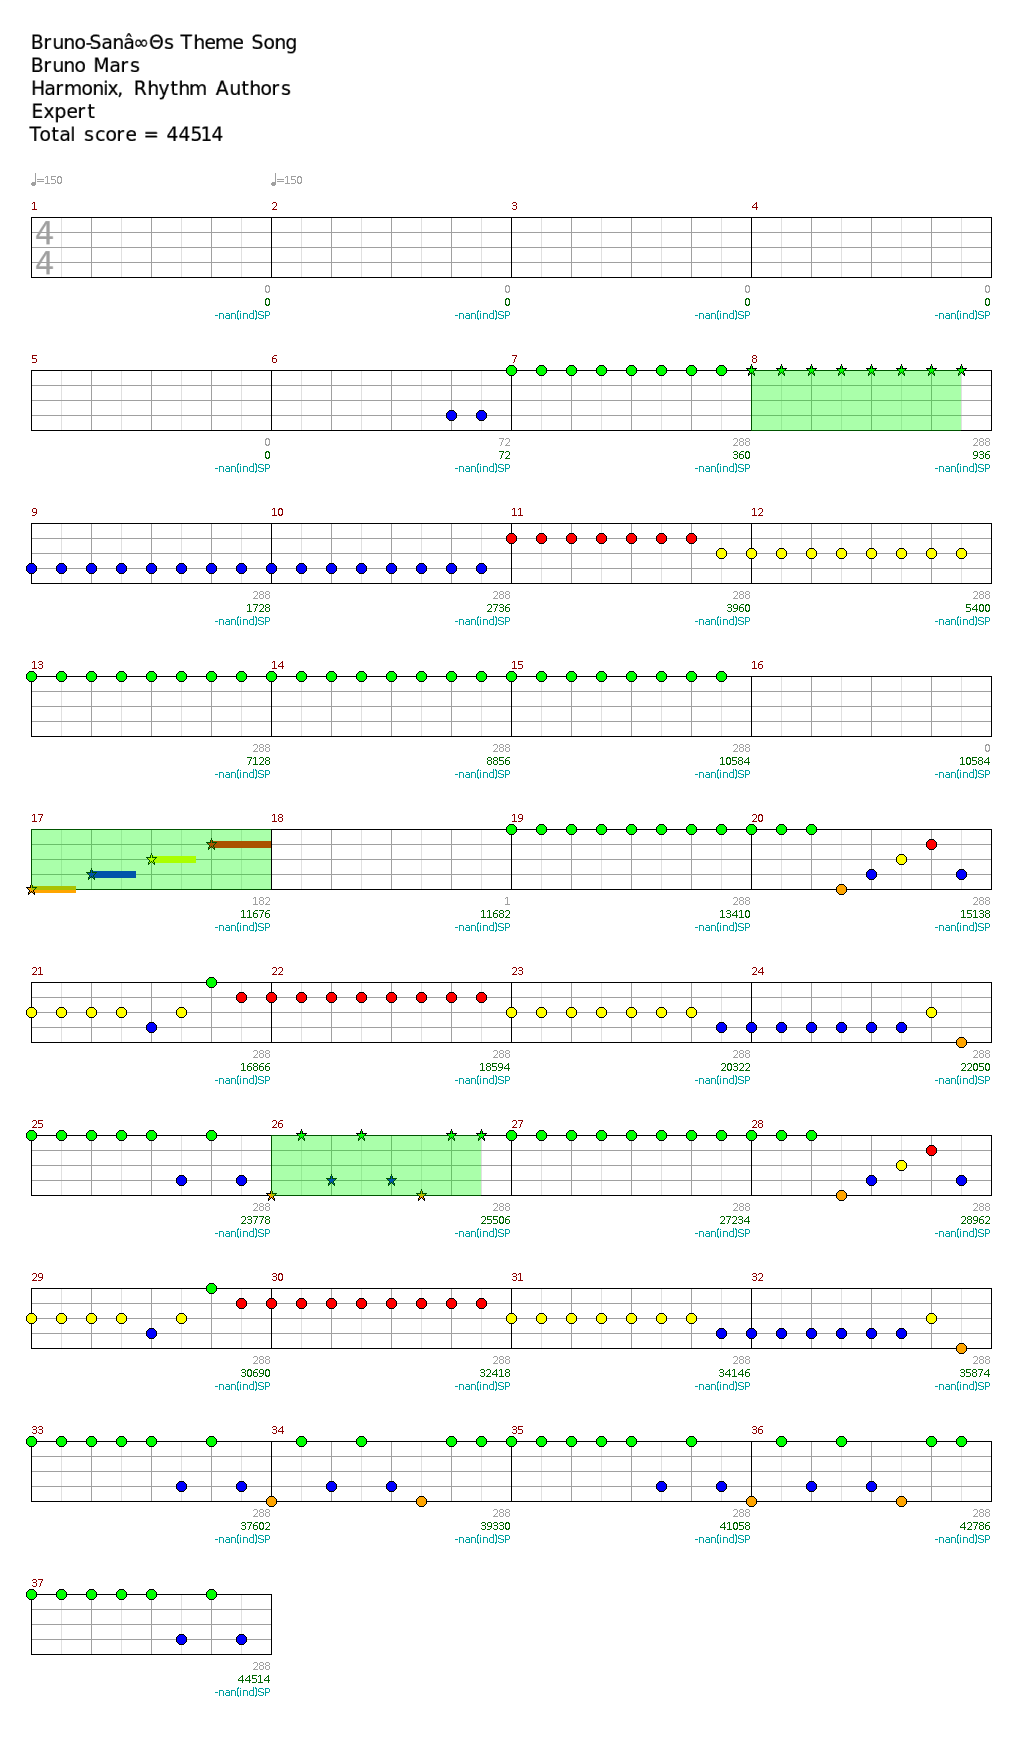 Bruno-Sanâ∞Θs Theme Song
Bruno Mars
Harmonix, Rhythm Authors
Expert
Total score = 44514
♩=150 ♩=150
1 2 3 4
4
4
0 0 0 0
0 0 0 0
-nan(ind)SP -nan(ind)SP -nan(ind)SP -nan(ind)SP
5 6 7 8
0 72 288 288
0 72 360 936
-nan(ind)SP -nan(ind)SP -nan(ind)SP -nan(ind)SP
9 10 11 12
288 288 288 288
1728 2736 3960 5400
-nan(ind)SP -nan(ind)SP -nan(ind)SP -nan(ind)SP
13 14 15 16
288 288 288 0
7128 8856 10584 10584
-nan(ind)SP -nan(ind)SP -nan(ind)SP -nan(ind)SP
17 18 19 20
182 1 288 288
11676 11682 13410 15138
-nan(ind)SP -nan(ind)SP -nan(ind)SP -nan(ind)SP
21 22 23 24
288 288 288 288
16866 18594 20322 22050
-nan(ind)SP -nan(ind)SP -nan(ind)SP -nan(ind)SP
25 26 27 28
288 288 288 288
23778 25506 27234 28962
-nan(ind)SP -nan(ind)SP -nan(ind)SP -nan(ind)SP
29 30 31 32
288 288 288 288
30690 32418 34146 35874
-nan(ind)SP -nan(ind)SP -nan(ind)SP -nan(ind)SP
33 34 35 36
288 288 288 288
37602 39330 41058 42786
-nan(ind)SP -nan(ind)SP -nan(ind)SP -nan(ind)SP
37
288
44514
-nan(ind)SP